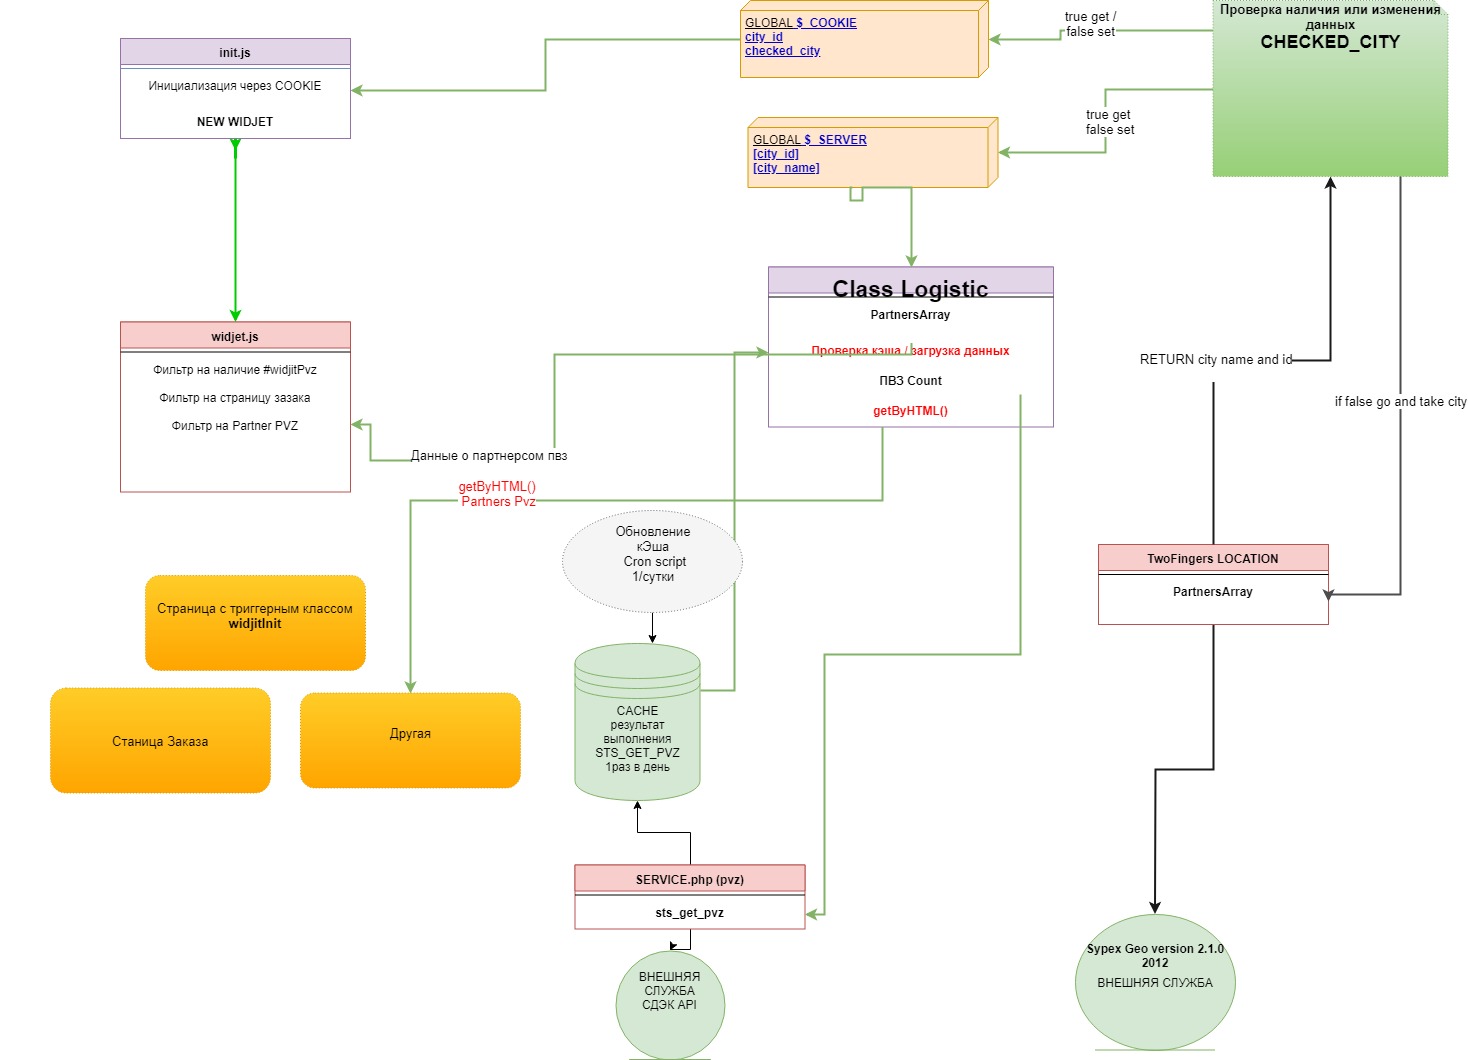 Проверка наличия или изменения
данных
CHECKED_CITY
GLOBAL $_COOKIE
city_id
checked_city
true get /
false set
init.js
Инициализация через COOKIE
NEW WIDJET
GLOBAL $_SERVER
[city_id]
[city_name]
true get
false set
Class Logistic
PartnersArray
Проверка кэша / загрузка данных
ПВЗ Count
getByHTML()
widjet.js
Фильтр на наличие #widjitPvz
Фильтр на страницу зазака
Фильтр на Partner PVZ
RETURN city name and id
if false go and take city
Данные о партнерсом пвз
getByHTML()
Partners Pvz
Обновление
кЭша
Cron script
1/сутки
TwoFingers LOCATION
PartnersArray
Страница с триггерным классом
widjitInit
Станица Заказа
Другая
CACHE
результат
выполнения
STS_GET_PVZ
1раз в день
SERVICE.php (pvz)
sts_get_pvz
ВНЕШНЯЯ
СЛУЖБА
СДЭК API
Sypex Geo version 2.1.0
2012
ВНЕШНЯЯ СЛУЖБА